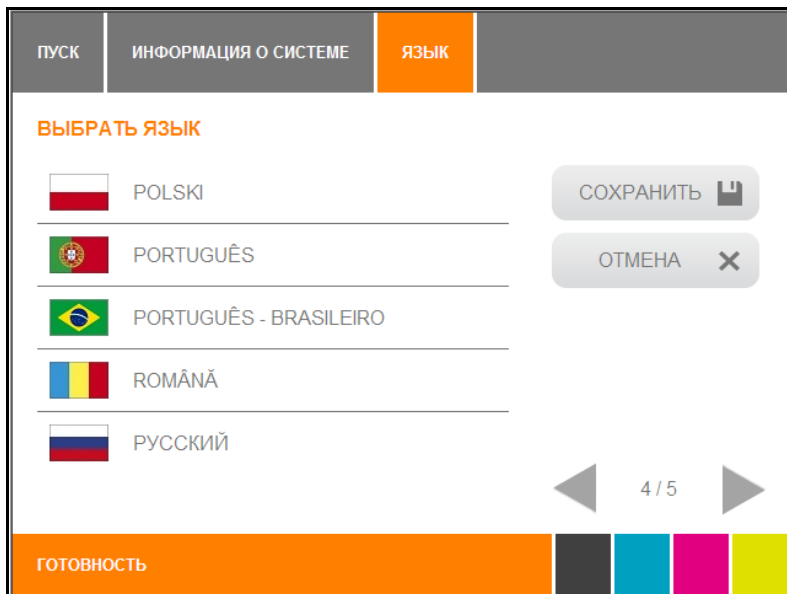 ПУСК
ИНФОРМАЦИЯ О СИСТЕМЕ
ЯЗЫК
ВЫБРАТЬ ЯЗЫК
POLSKI
PORTUGUÊS
PORTUGUÊS - BRASILEIRO
ROMÂNĂ
РУССКИЙ
СОХРАНИТЬ
ОТМЕНА
4 / 5
ГОТОВНОСТЬ